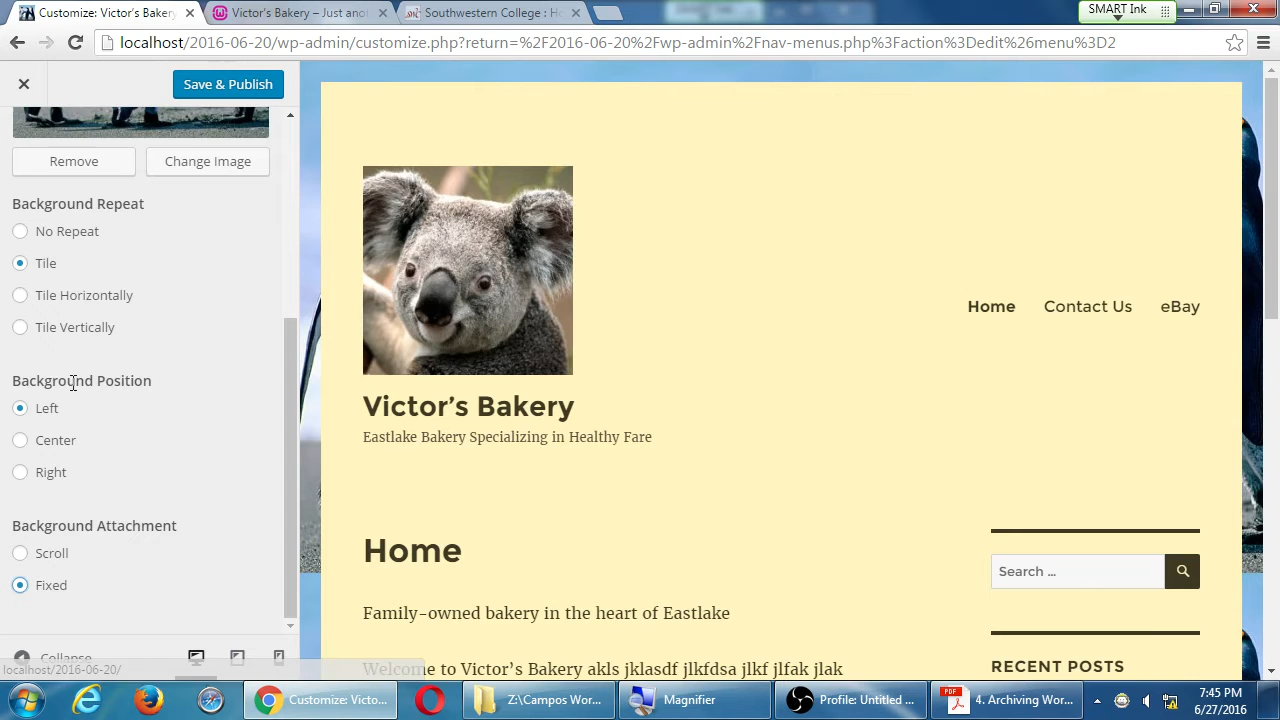 Customize: Victor's Bakery
Victor's Bakery – Just anot
Southwestern College : Ho
SMART Ink
localhost/2016-06-20/wp-admin/customize.php?return=%2F2016-06-20%2Fwp-admin%2Fnav-menus.php%3Faction%3Dedit%26menu%3D2
Save & Publish
Remove
Change Image
Background Repeat
No Repeat
Tile
Tile Horizontally
Tile Vertically
Background Position
Left
Center
Right
Background Attachment
Scroll
Fixed
Collapse
localhost/2016-06-20/
Home
Contact Us
eBay
Victor's Bakery
Eastlake Bakery Specializing in Healthy Fare
Home
Search ...
Family-owned bakery in the heart of Eastlake
Welcome to Victor's Bakery akls jklasdf jlkfdsa jlkf jlfak jlak
RECENT POSTS
Customize: Victo...
Z:\Campos Wor...
Magnifier
Profile: Untitled ...
PDF
4. Archiving Wor...
7:45 PM
6/27/2016